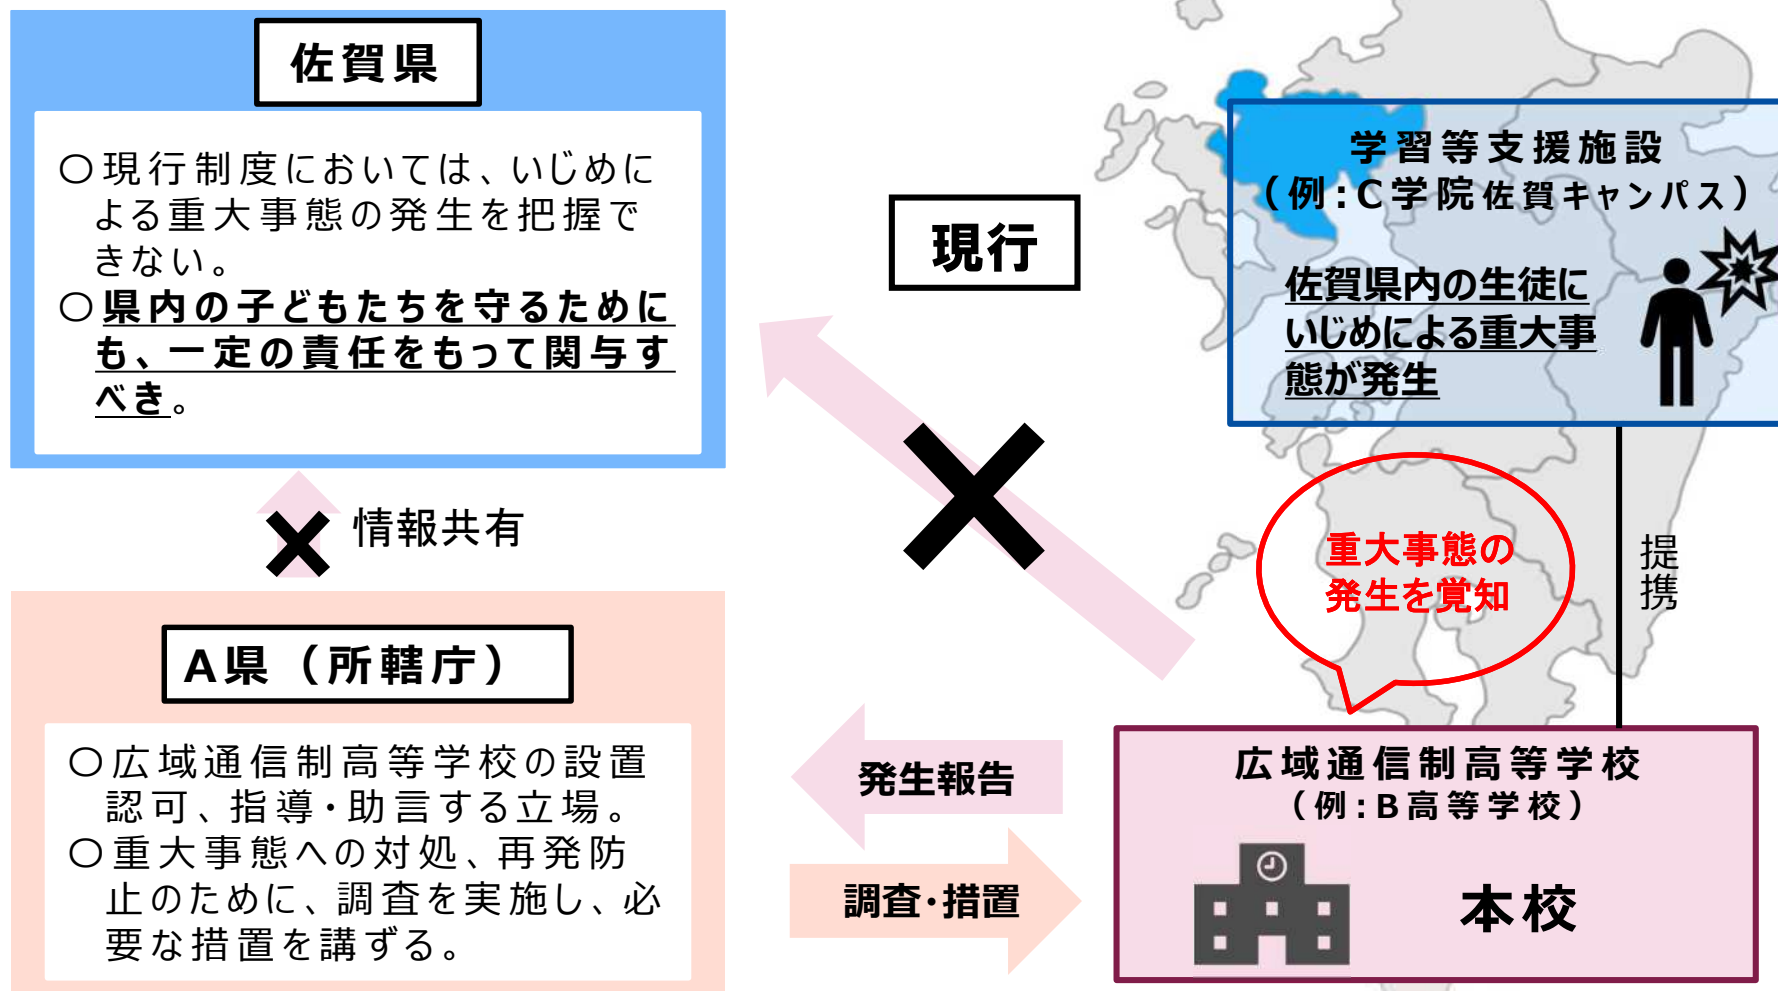 佐賀県
〇現行制度においては、いじめに
よる重大事態の発生を把握で
きない。
〇県内の子どもたちを守るために
も、一定の責任をもって関与す
べき。
情報共有
A県（所轄庁）
〇広域通信制高等学校の設置
認可、指導・助言する立場。
〇重大事態への対処、再発防
止のために、調査を実施し、必
要な措置を講ずる。
現行
発生報告
調査・措置
学習等支援施設
（例：C学院佐賀キャンパス）
佐賀県内の生徒に
いじめによる重大事
態が発生
重大事態の
発生を覚知
提携
広域通信制高等学校
（例：B高等学校）
本校